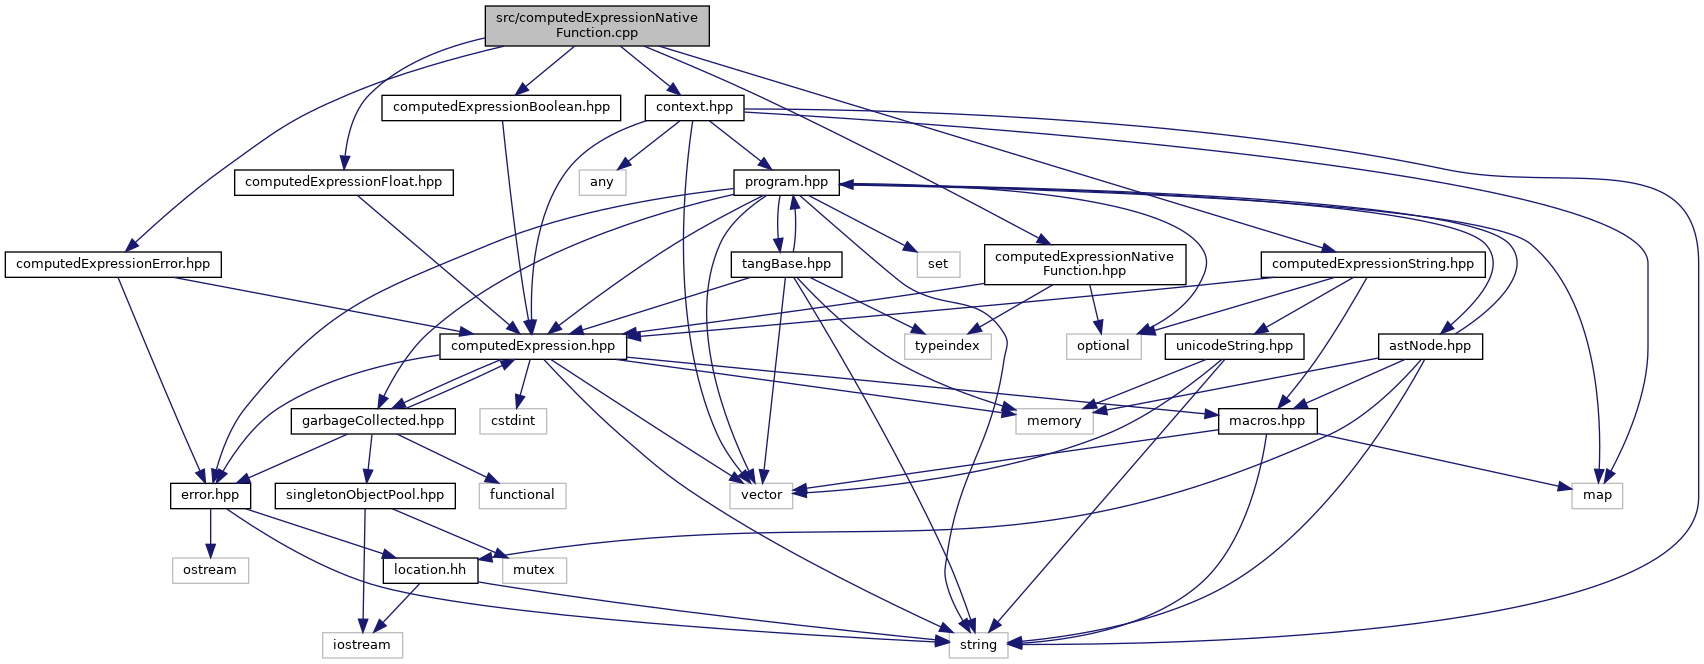 src/computedExpressionNative
Function.cpp
computedExpressionBoolean.hpp
context.hpp
computedExpressionFloat.hpp
any
program.hpp
computedExpressionError.hpp
tangBase.hpp
set
computedExpressionNative
Function.hpp
computedExpressionString.hpp
computedExpression.hpp
typeindex
optional
unicodeString.hpp
astNode.hpp
garbageCollected.hpp
cstdint
memory
macros.hpp
error.hpp
singletonObjectPool.hpp
functional
vector
map
ostream
location.hh
mutex
iostream
string